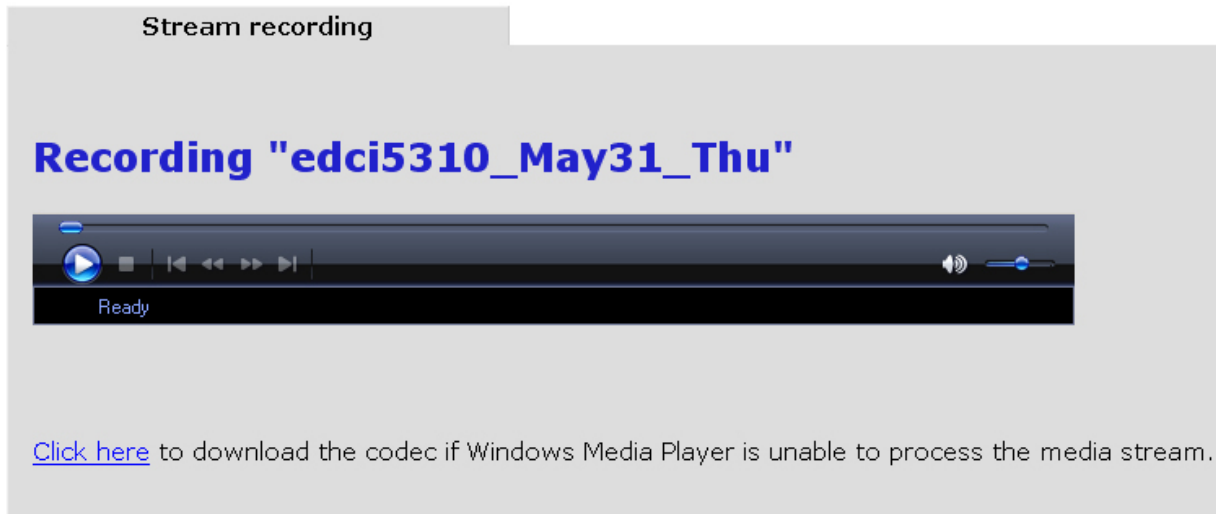 Stream recording
Recording "edci5310_May31_Thu"
Ready
Click here to download the codec if Windows Media Player is unable to process the media stream.